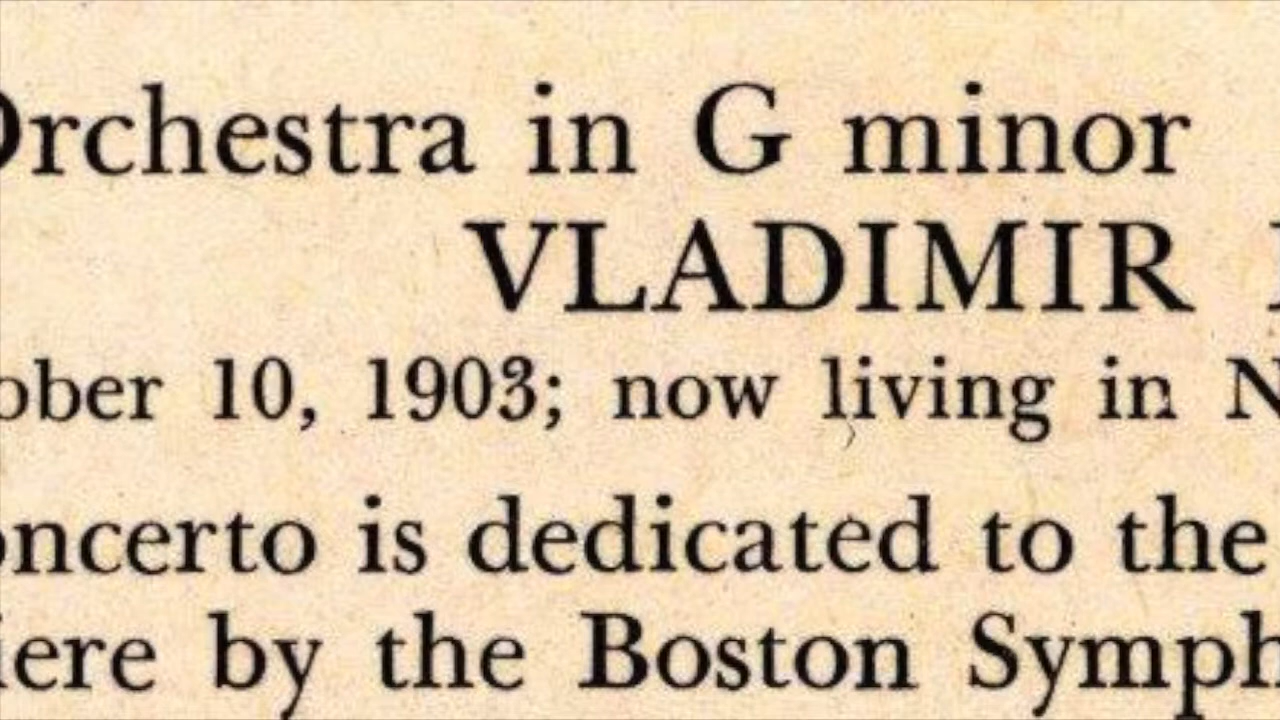 Orchestra in G minor
VLADIMIR
ober 10, 1903; now living in N
oncerto is dedicated to the
iere by the Boston Symph